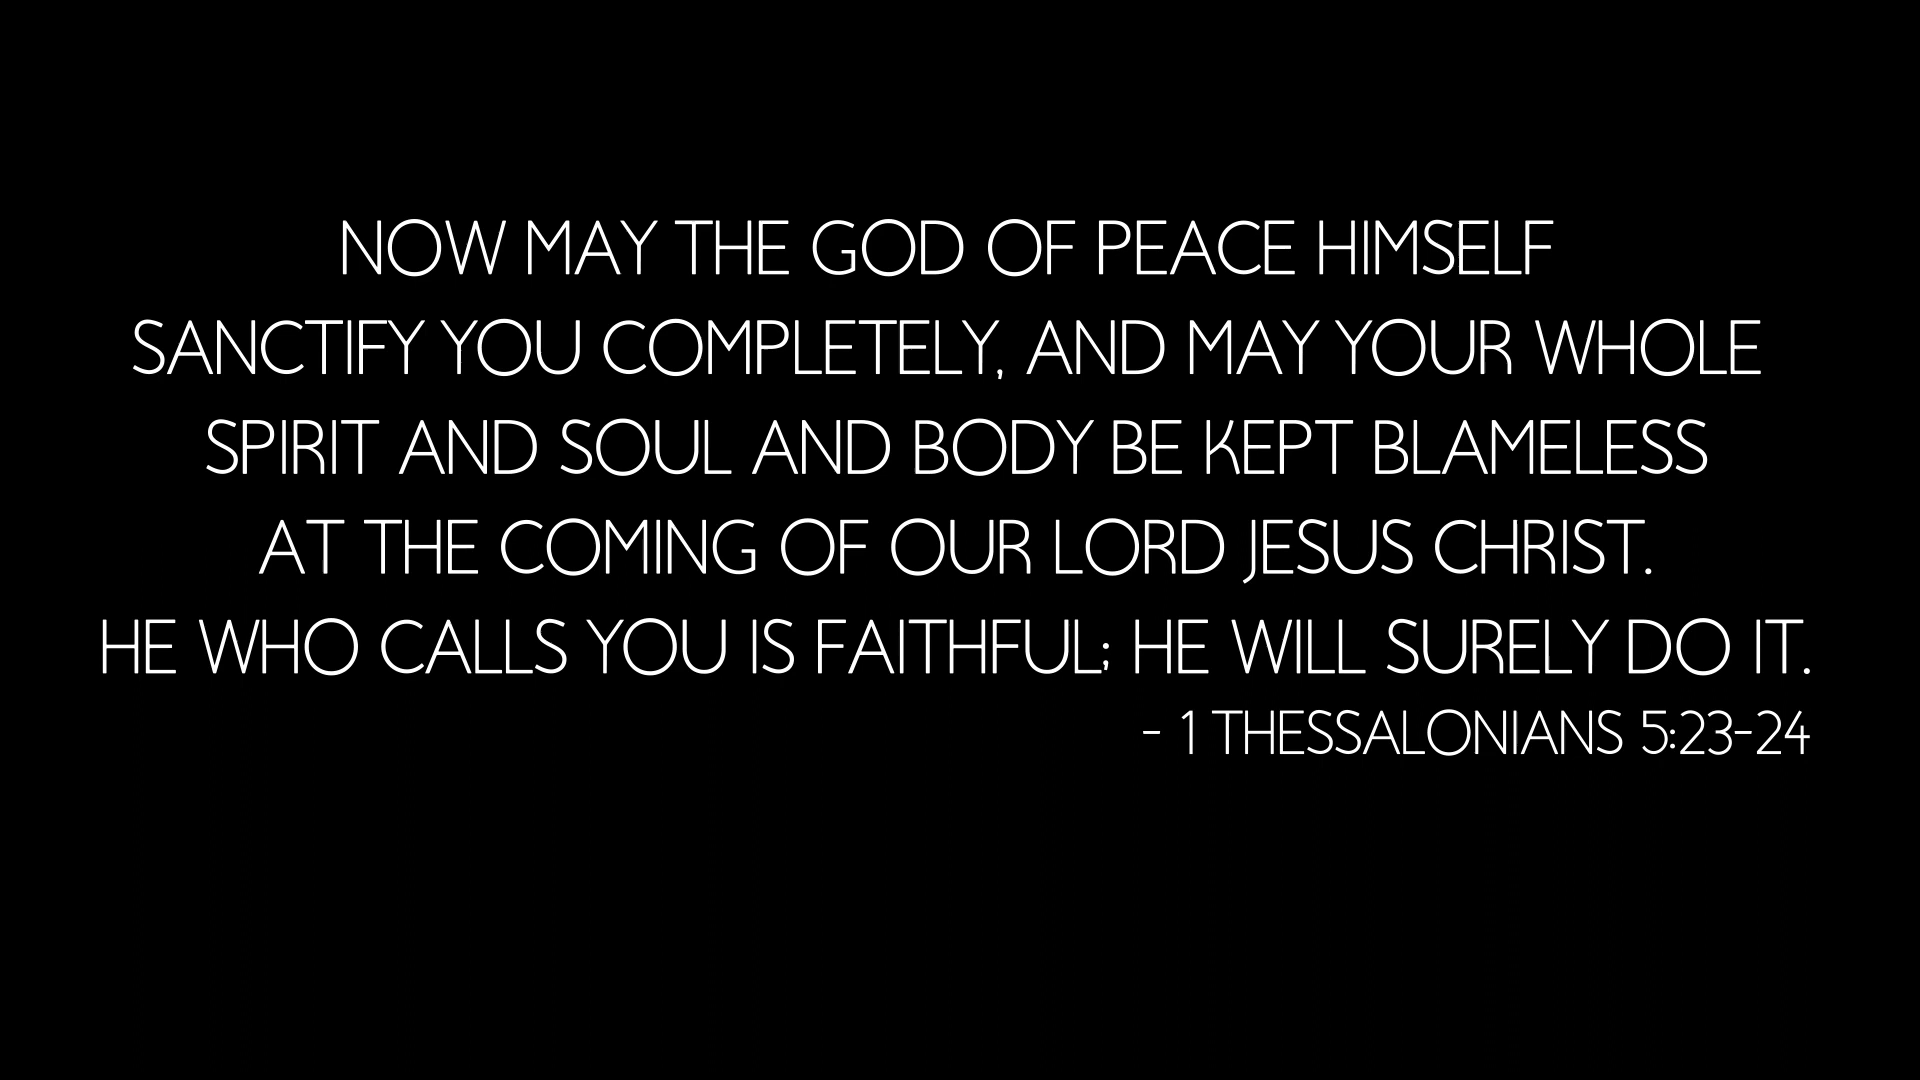 NOW MAY THE GOD OF PEACE HIMSELF
SANCTIFY YOU COMPLETELY, AND MAY YOUR WHOLE
SPIRIT AND SOUL AND BODY BE KEPT BLAMELESS
AT THE COMING OF OUR LORD JESUS CHRIST.
HE WHO CALLS YOU IS FAITHFUL; HE WILL SURELY DO IT.
- 1 THESSALONIANS 5:23-24